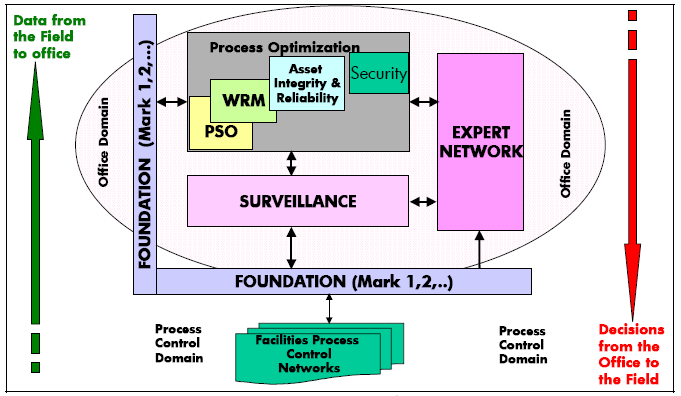 Data from
the Field
to office
Office Domain
FOUNDATION (Mark 1,2,...)
Process Optimization
PSO
WRM
Asset
Integrity &
Reliability
Security
SURVEILLANCE
EXPERT
NETWORK
Office Domain
FOUNDATION (Mark 1,2,..)
Process
Control
Domain
Facilities Process
Control
Networks
Process
Control
Domain
Decisions
from the
Office to
the Field